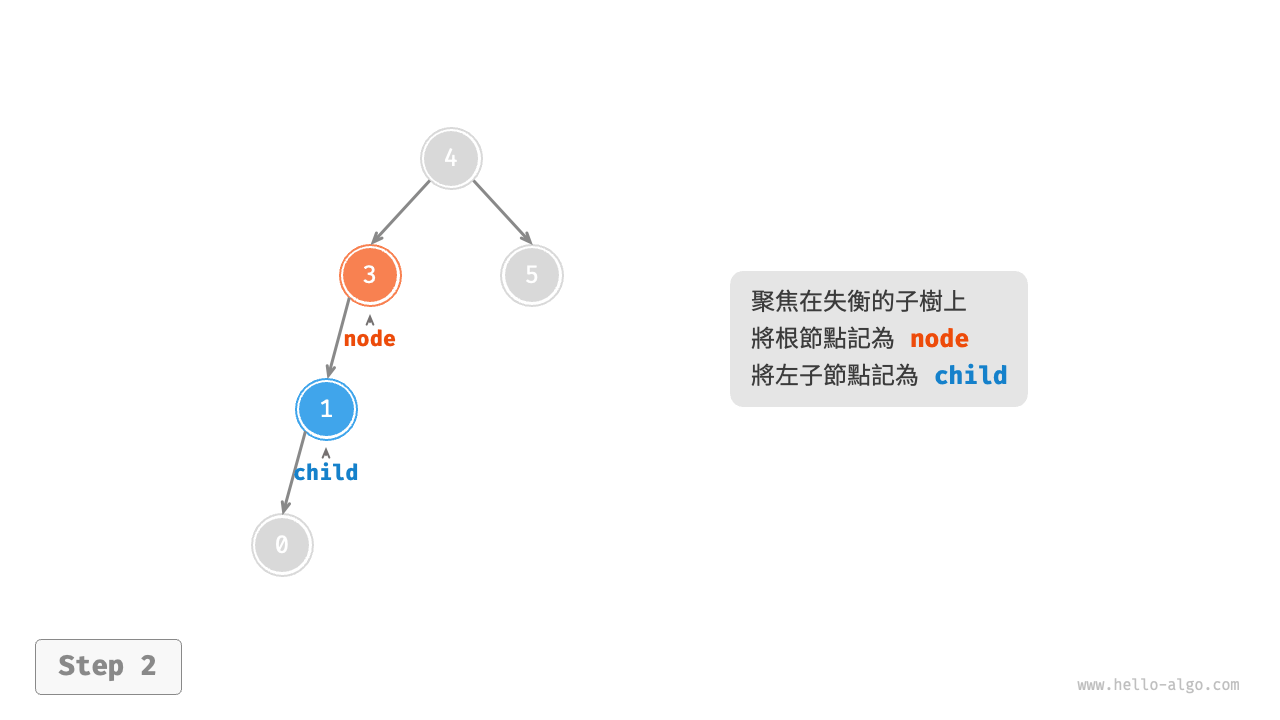 4
3
5
node
1
child
0
聚焦在失衡的子樹上
將根節點記為 node
將左子節點記為 child
Step 2
www.hello-algo.com